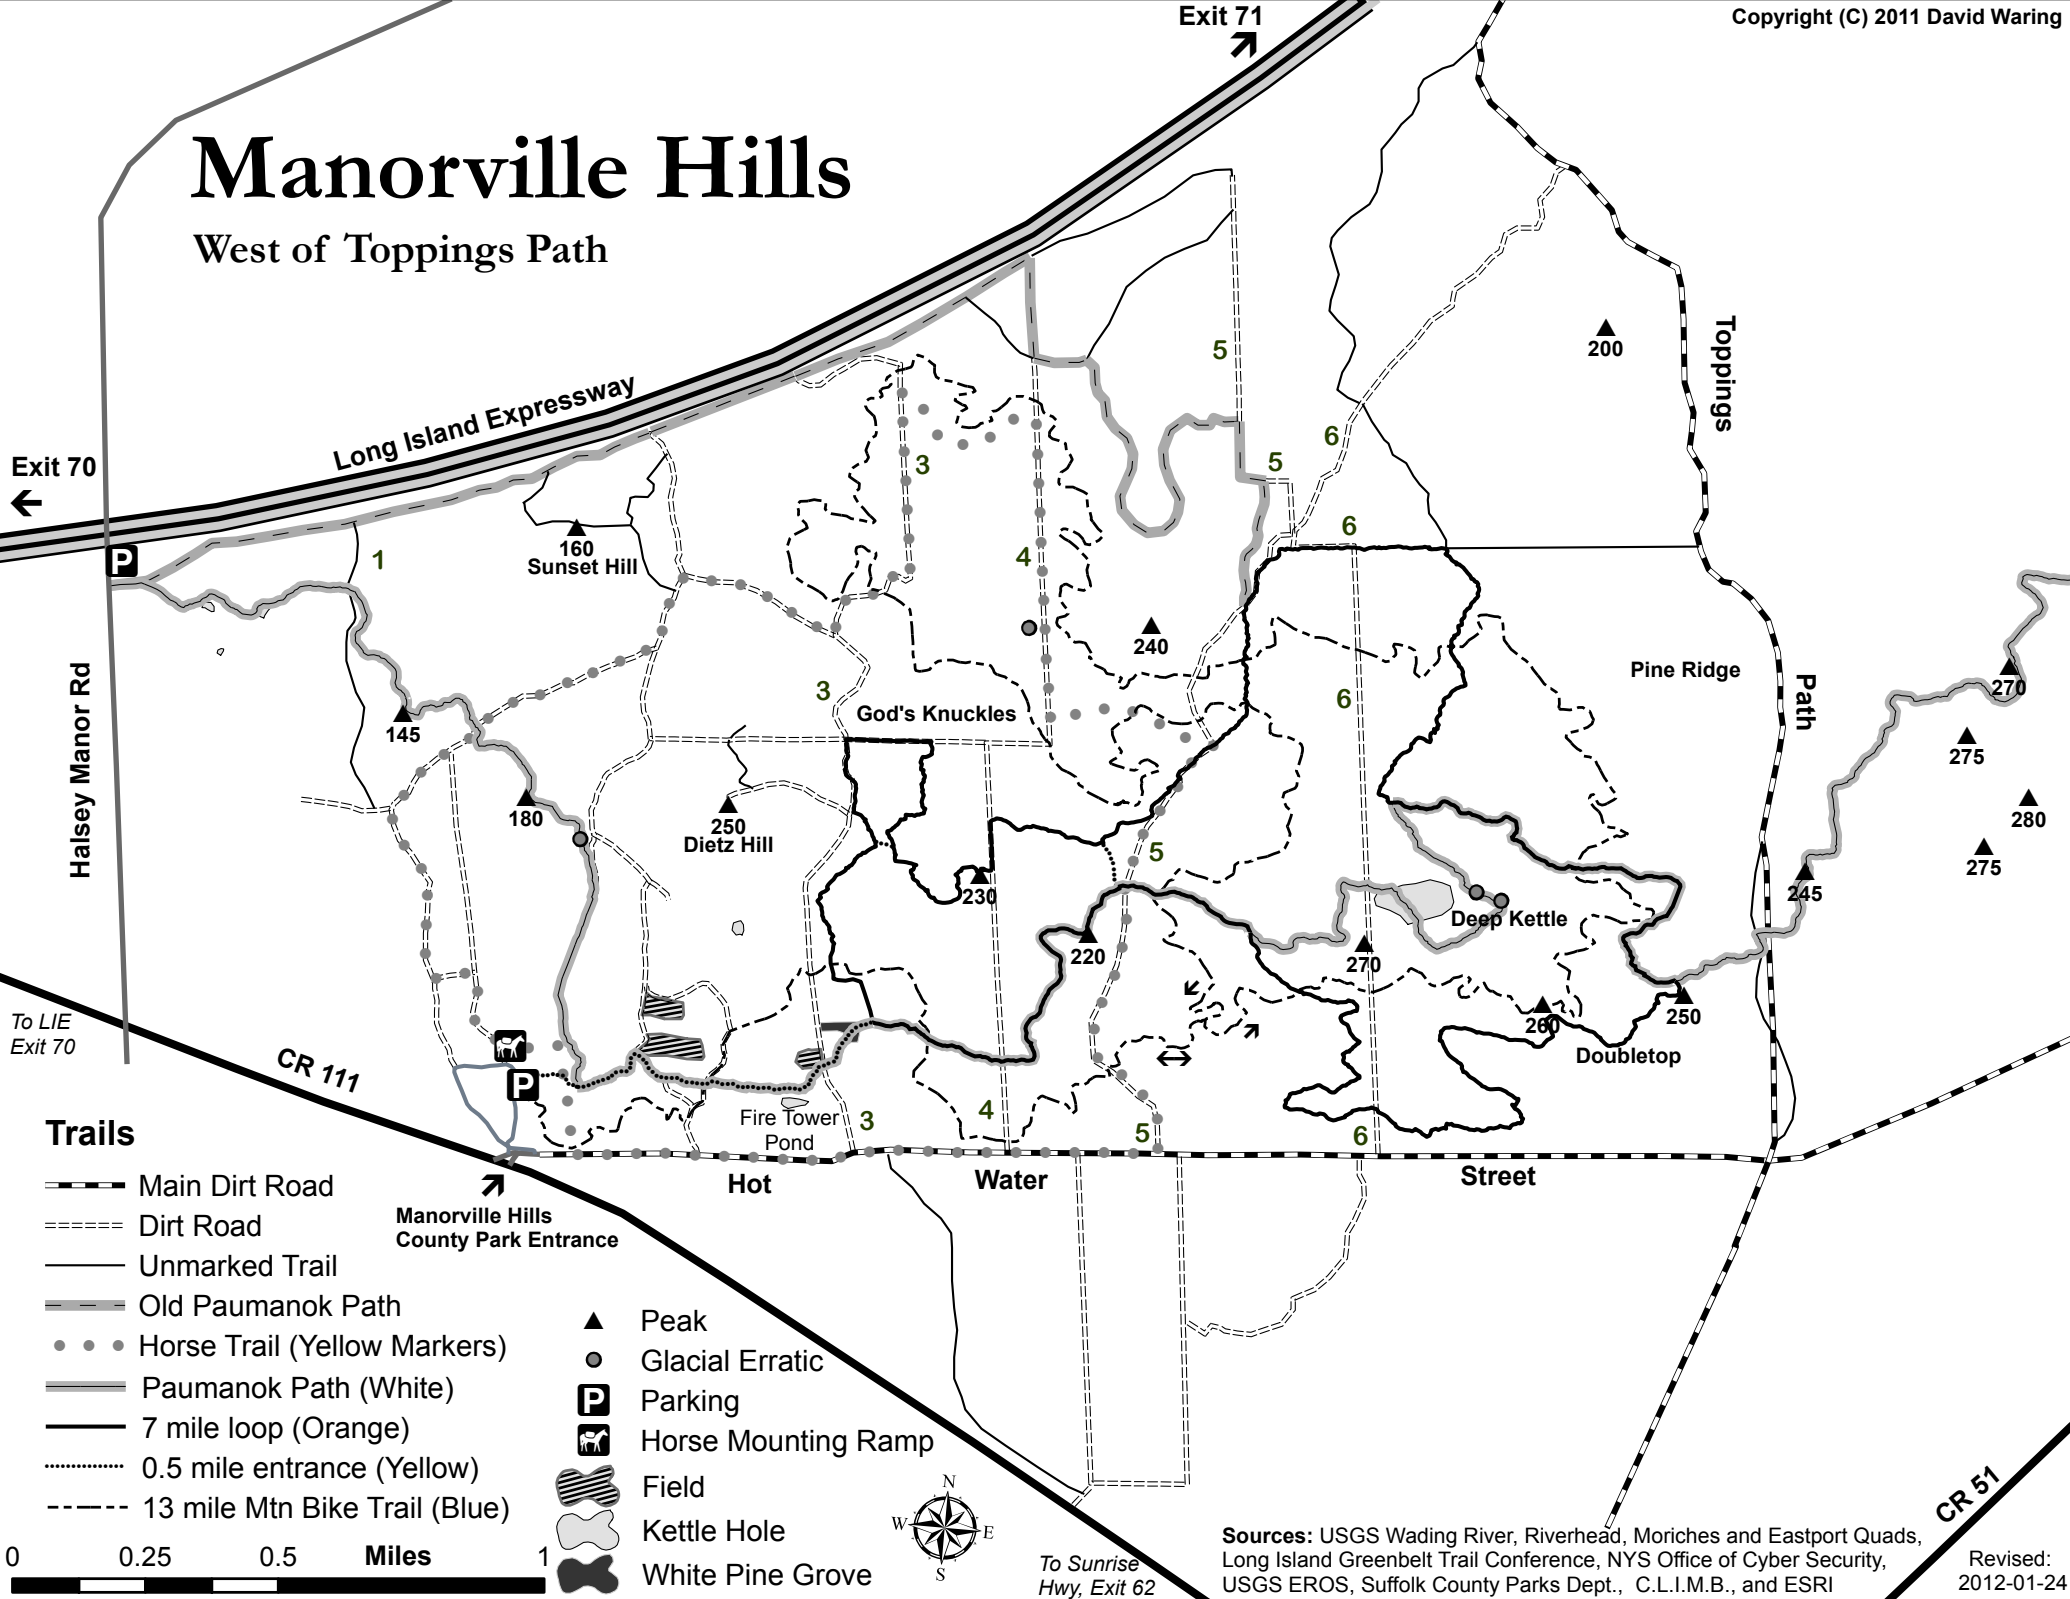 Exit 71
Copyright (C) 2011 David Waring
Manorville Hills
West of Toppings Path
Long Island Expressway
Exit 70
Toppings
Path
Halsey Manor Rd
P
1
3
3
3
4
4
5
5
5
5
6
6
6
6
200
160
Sunset Hill
240
Pine Ridge
145
God's Knuckles
270
275
280
275
180
250
Dietz Hill
230
245
220
Deep Kettle
270
260
250
Doubletop
To LIE
Exit 70
CR 111
P
Fire Tower
Pond
Hot
Water
Street
Manorville Hills
County Park Entrance
Trails
Main Dirt Road
Dirt Road
Unmarked Trail
Old Paumanok Path
Horse Trail (Yellow Markers)
Paumanok Path (White)
7 mile loop (Orange)
0.5 mile entrance (Yellow)
13 mile Mtn Bike Trail (Blue)
Peak
Glacial Erratic
P
Parking
Horse Mounting Ramp
Field
Kettle Hole
White Pine Grove
0 0.25 0.5 Miles 1
N
W
E
S
To Sunrise
Hwy, Exit 62
CR 51
Sources: USGS Wading River, Riverhead, Moriches and Eastport Quads,
Long Island Greenbelt Trail Conference, NYS Office of Cyber Security,
USGS EROS, Suffolk County Parks Dept., C.L.I.M.B., and ESRI
Revised:
2012-01-24